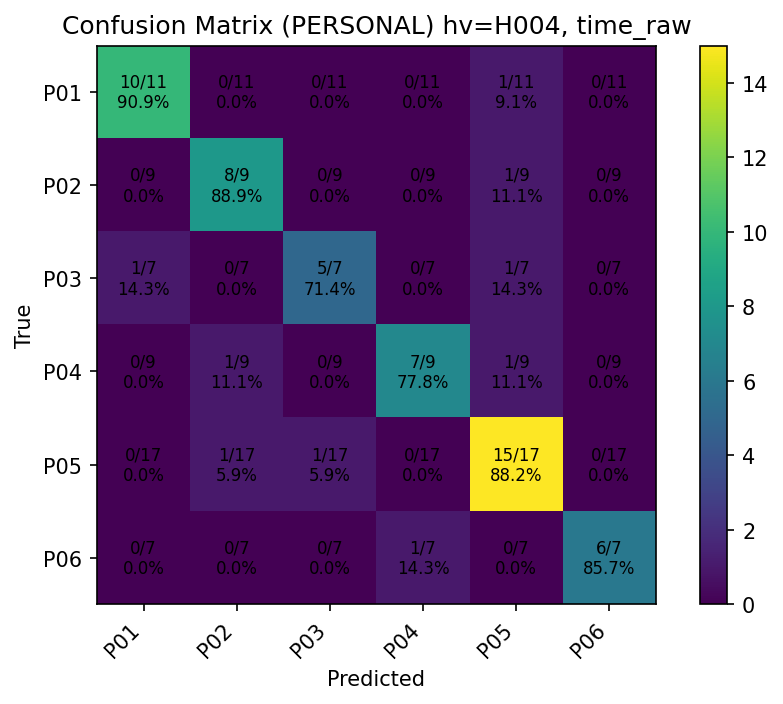 Confusion Matrix (PERSONAL) hv=H004, time_raw
P01
10/11 0/11 0/11 0/11 1/11 0/11
90.9% 0.0% 0.0% 0.0% 9.1% 0.0%
P02
0/9 8/9 0/9 0/9 1/9 0/9
0.0% 88.9% 0.0% 0.0% 11.1% 0.0%
P03
1/7 0/7 5/7 0/7 1/7 0/7
14.3% 0.0% 71.4% 0.0% 14.3% 0.0%
P04
0/9 1/9 0/9 7/9 1/9 0/9
0.0% 11.1% 0.0% 77.8% 11.1% 0.0%
P05
0/17 1/17 1/17 0/17 15/17 0/17
0.0% 5.9% 5.9% 0.0% 88.2% 0.0%
P06
0/7 0/7 0/7 1/7 0/7 6/7
0.0% 0.0% 0.0% 14.3% 0.0% 85.7%
True
P01 P02 P03 P04 P05 P06
Predicted
14
12
10
8
6
4
2
0